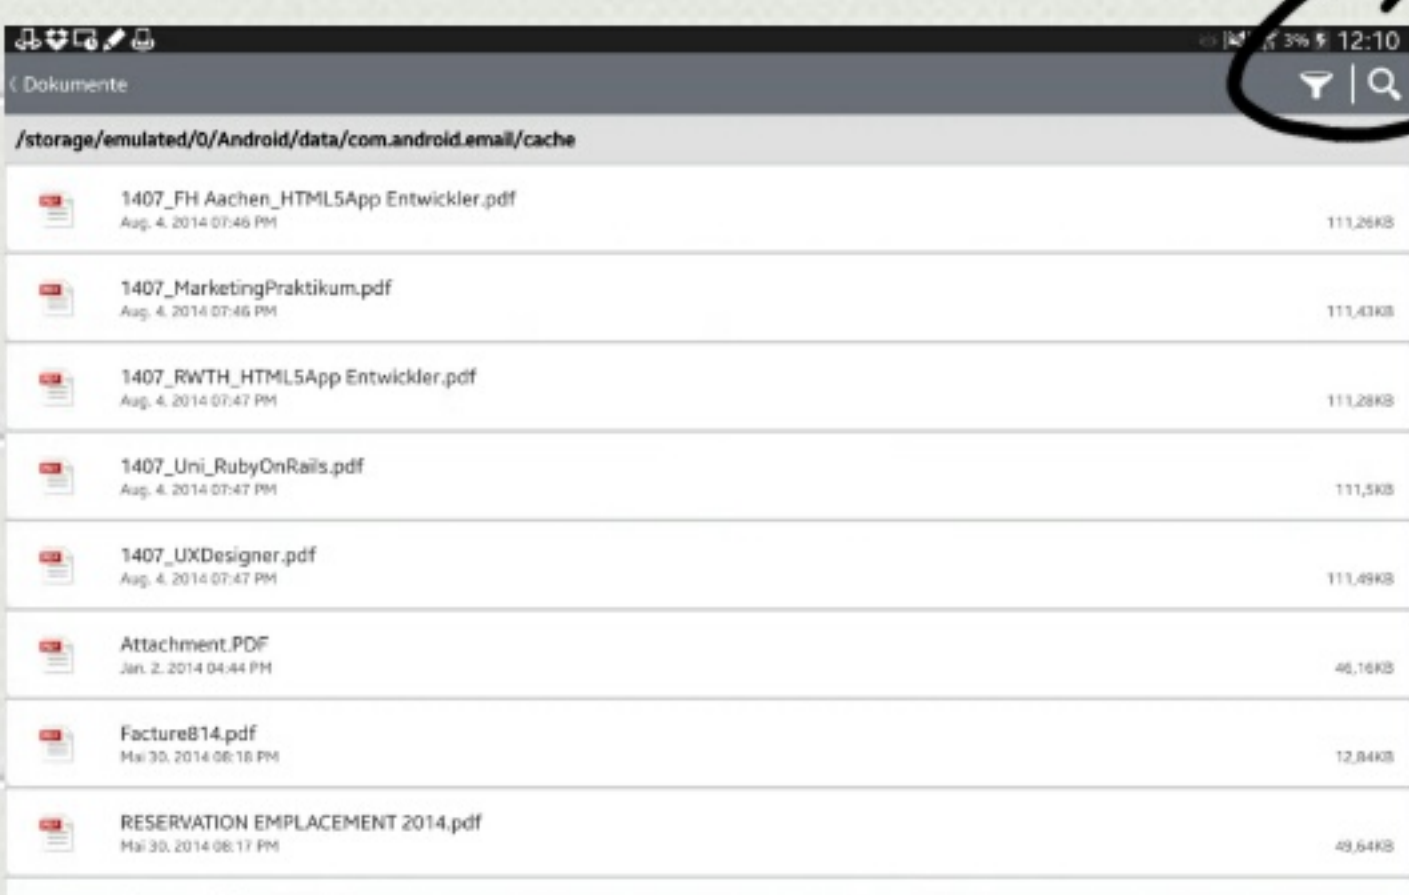 3% 12:10
Dokumente
/storage/emulated/0/Android/data/com.android.email/cache
1407_FH Aachen_HTML5App Entwickler.pdf
Aug. 4. 2014 07:46 PM
111,26KB
1407_MarketingPraktikum.pdf
Aug. 4. 2014 07:46 PM
111,43KB
1407_RWTH_HTML5App Entwickler.pdf
Aug. 4. 2014 07:47 PM
111,28KB
1407_Uni_RubyOnRails.pdf
Aug. 4. 2014 07:47 PM
111,5KB
1407_UXDesigner.pdf
Aug. 4. 2014 07:47 PM
111,49KB
Attachment.PDF
Jan. 2. 2014 04:44 PM
46,16KB
Facture814.pdf
Mai 30. 2014 08:18 PM
12,84KB
RESERVATION EMPLACEMENT 2014.pdf
Mai 30. 2014 08:17 PM
49,64KB